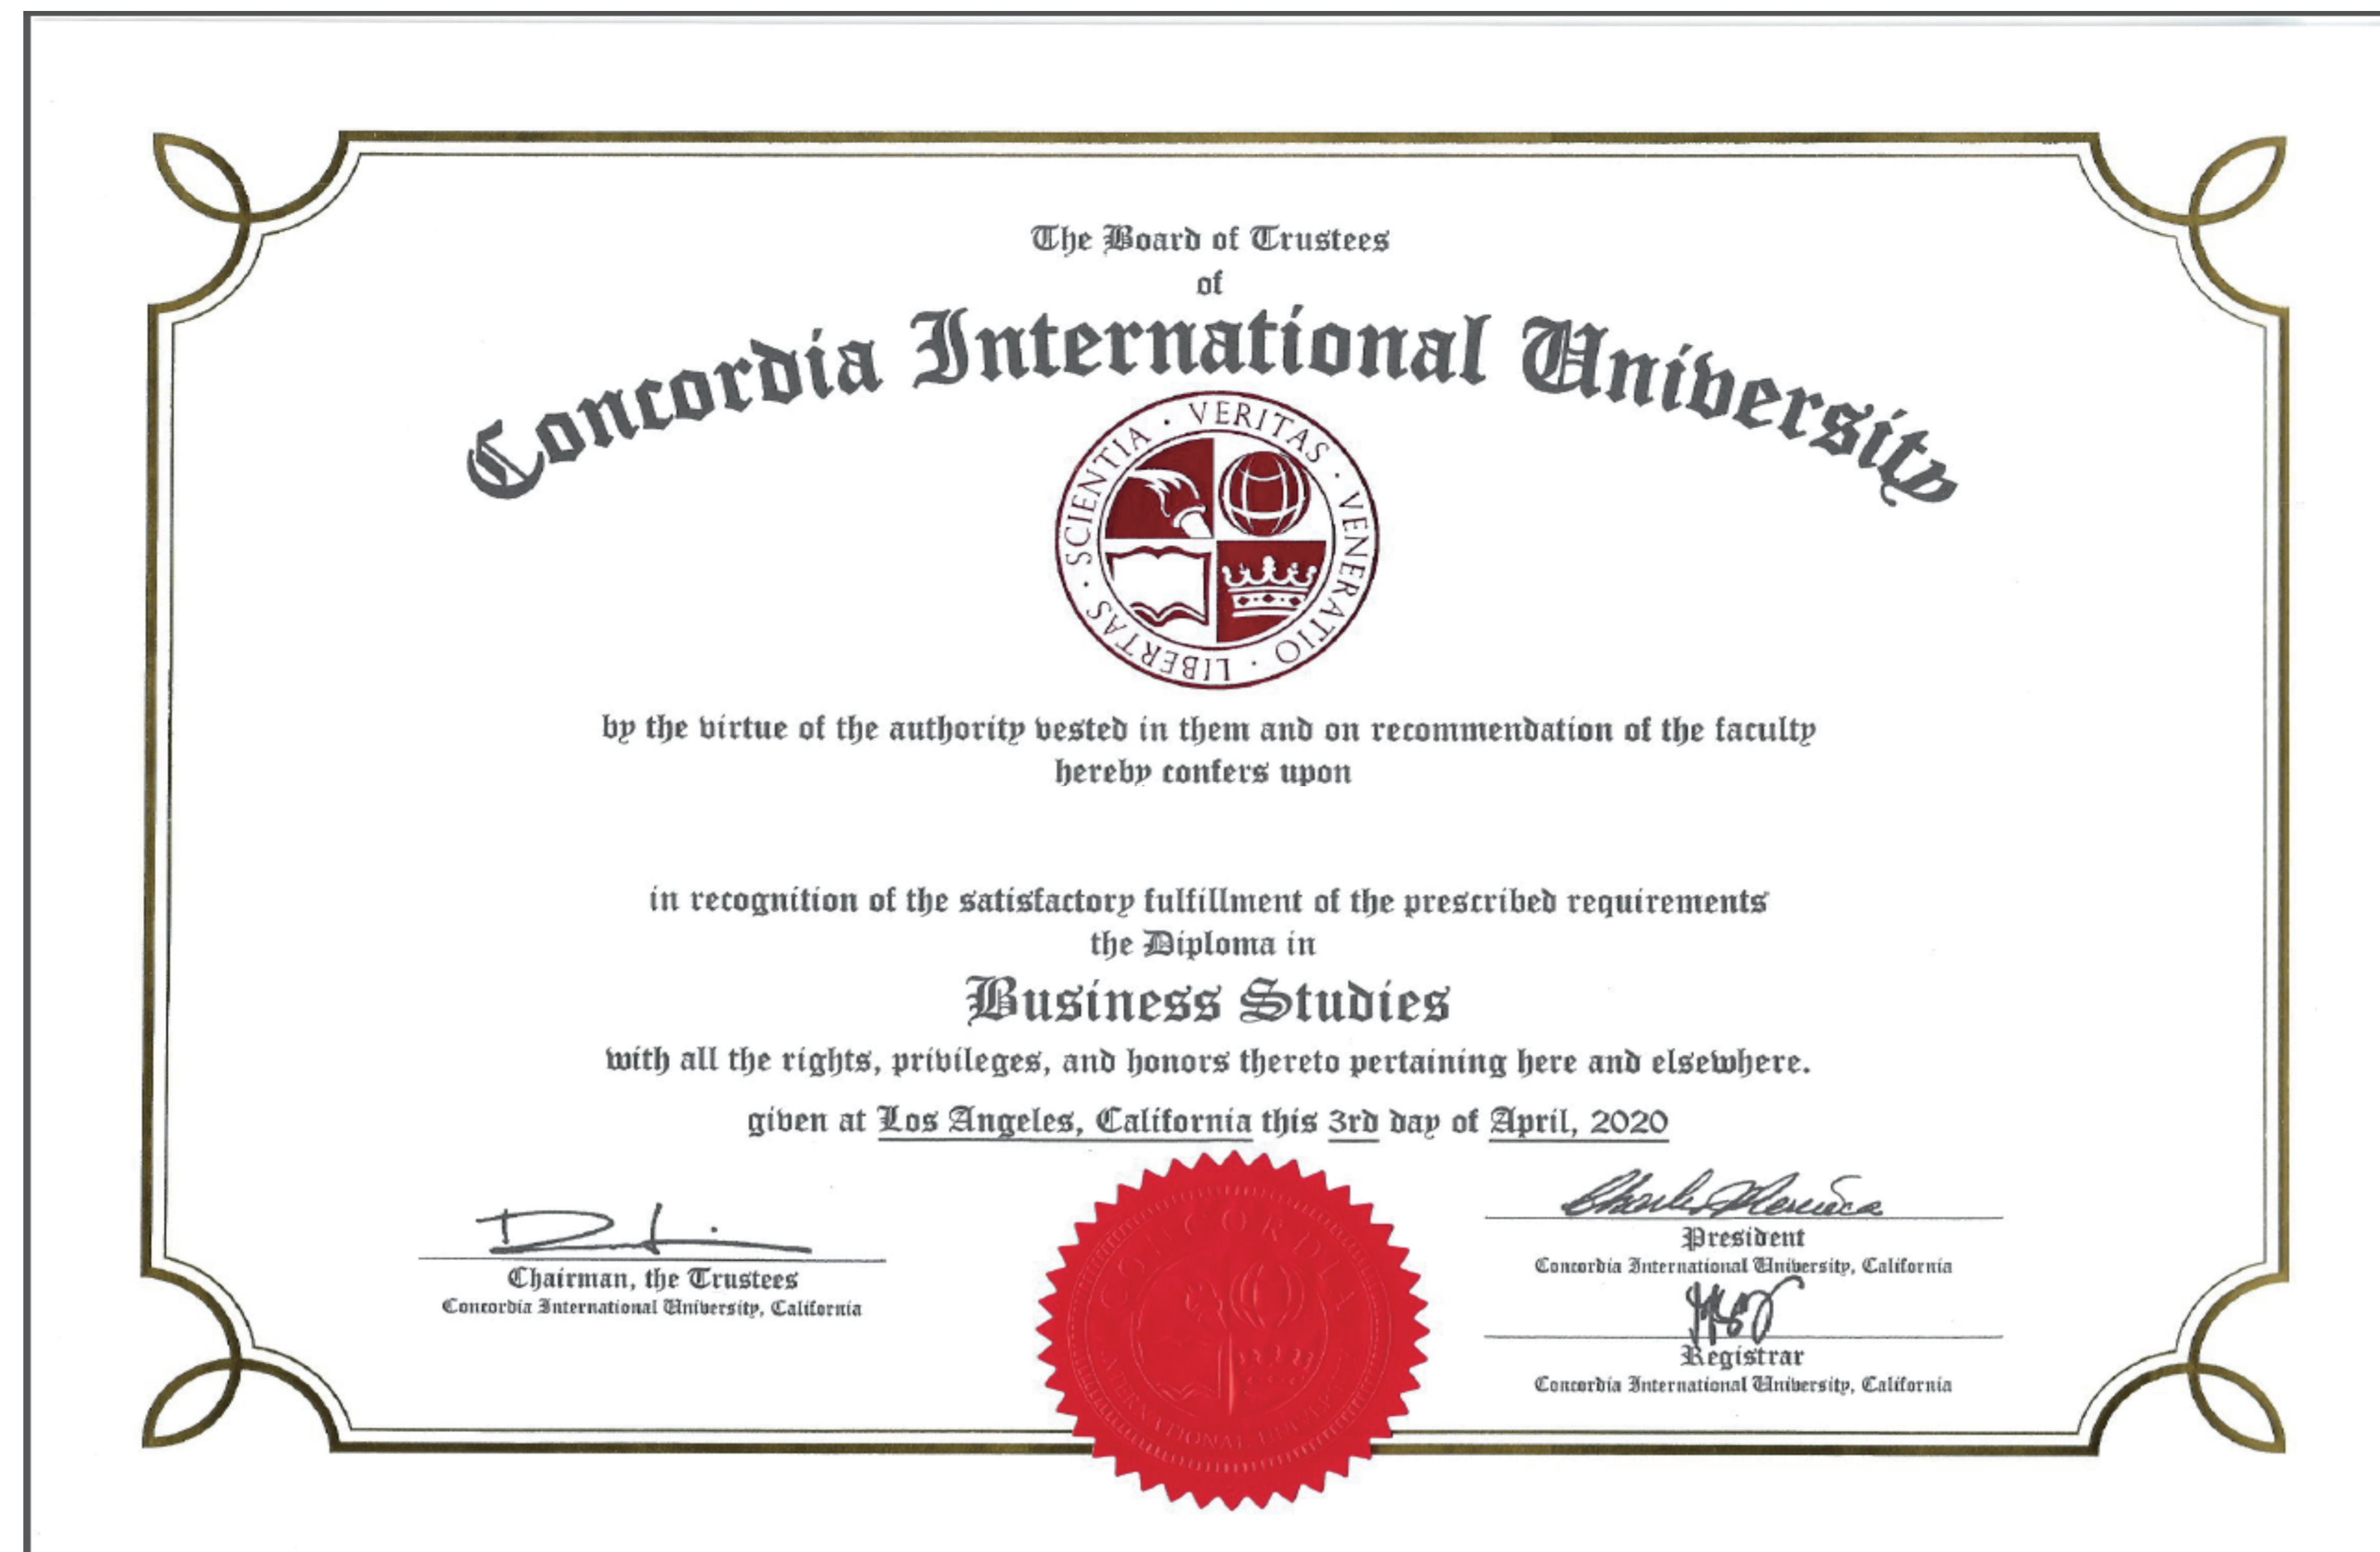 The Board of Trustees
of
Concordia International University
SCIENTIA · VERITAS · VENERATIO · LIBERTAS ·
by the virtue of the authority vested in them and on recommendation of the faculty
hereby confers upon
in recognition of the satisfactory fulfillment of the prescribed requirements
the Diploma in
Business Studies
with all the rights, privileges, and honors thereto pertaining here and elsewhere.
given at Los Angeles, California this 3rd day of April, 2020
Chairman, the Trustees
Concordia International University, California
CONCORDIA
INTERNATIONAL UNIVERSITY
President
Concordia International University, California
Registrar
Concordia International University, California